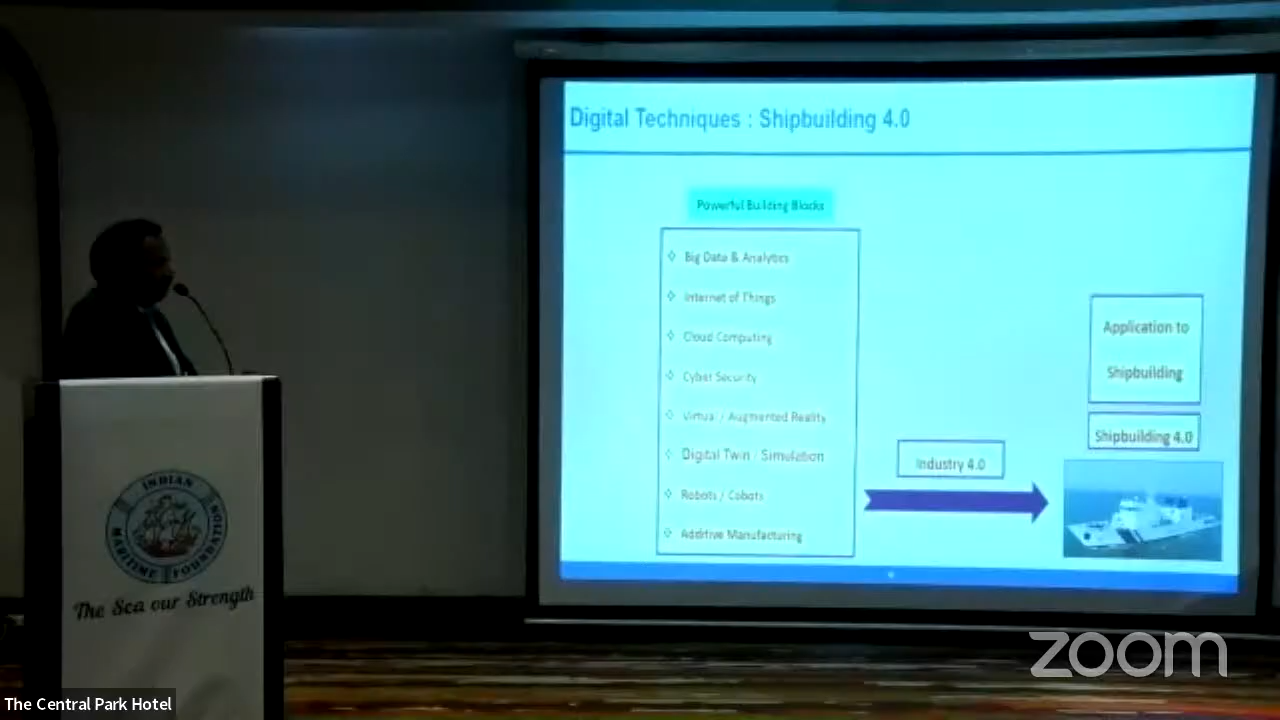 Digital Techniques : Shipbuilding 4.0
Powerful Building Blocks
Big Data & Analytics
Internet of Things
Cloud Computing
Cyber Security
Virtual / Augmented Reality
Digital Twin / Simulation
Robots / Cobots
Additive Manufacturing
Industry 4.0
Application to
Shipbuilding
Shipbuilding 4.0
INDIAN
MARITIME FOUNDATION
The Sea our Strength
zoom
The Central Park Hotel